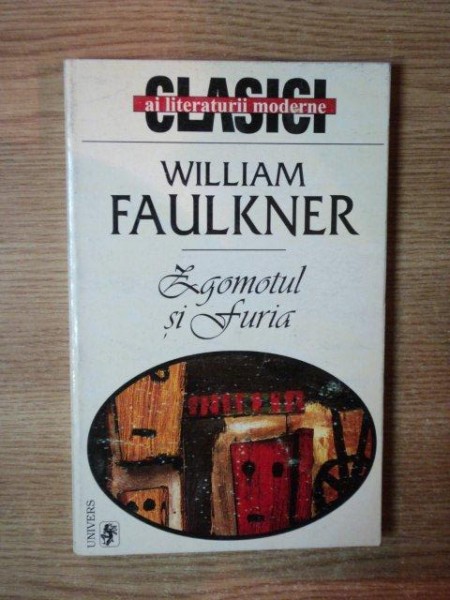 CLASICI
ai literaturii moderne
WILLIAM
FAULKNER
Zgomotul
și Furia
UNIVERS